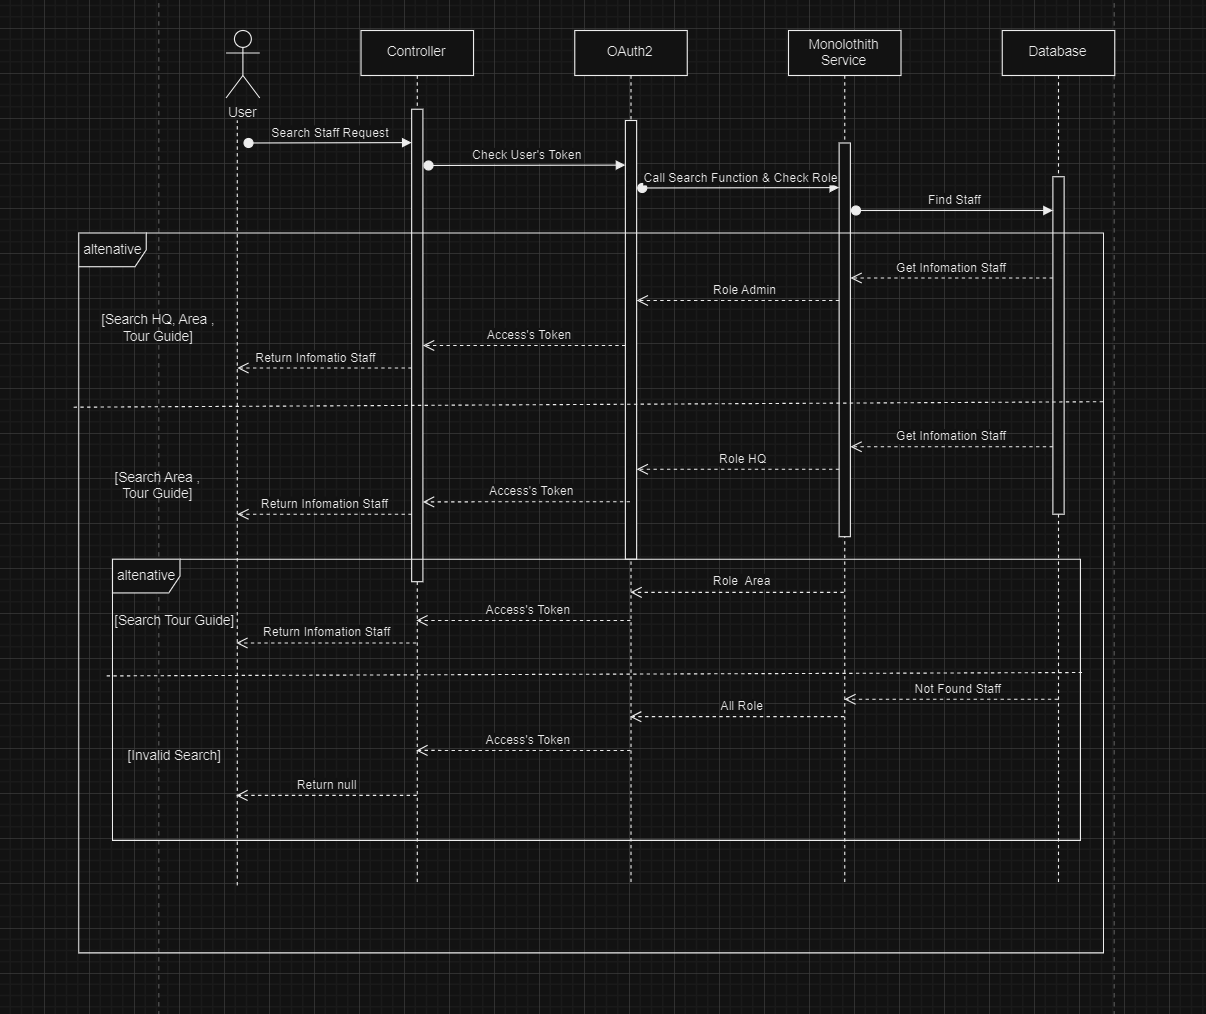 User
Controller
OAuth2
Monolothith
Service
Database
Search Staff Request
Check User's Token
Call Search Function & Check Role
Find Staff
altenative
Get Infomation Staff
Role Admin
[Search HQ, Area ,
Tour Guide]
Access's Token
Return Infomatio Staff
Get Infomation Staff
Role HQ
[Search Area ,
Tour Guide]
Access's Token
Return Infomation Staff
altenative
Role Area
Access's Token
[Search Tour Guide]
Return Infomation Staff
Not Found Staff
All Role
Access's Token
[Invalid Search]
Return null